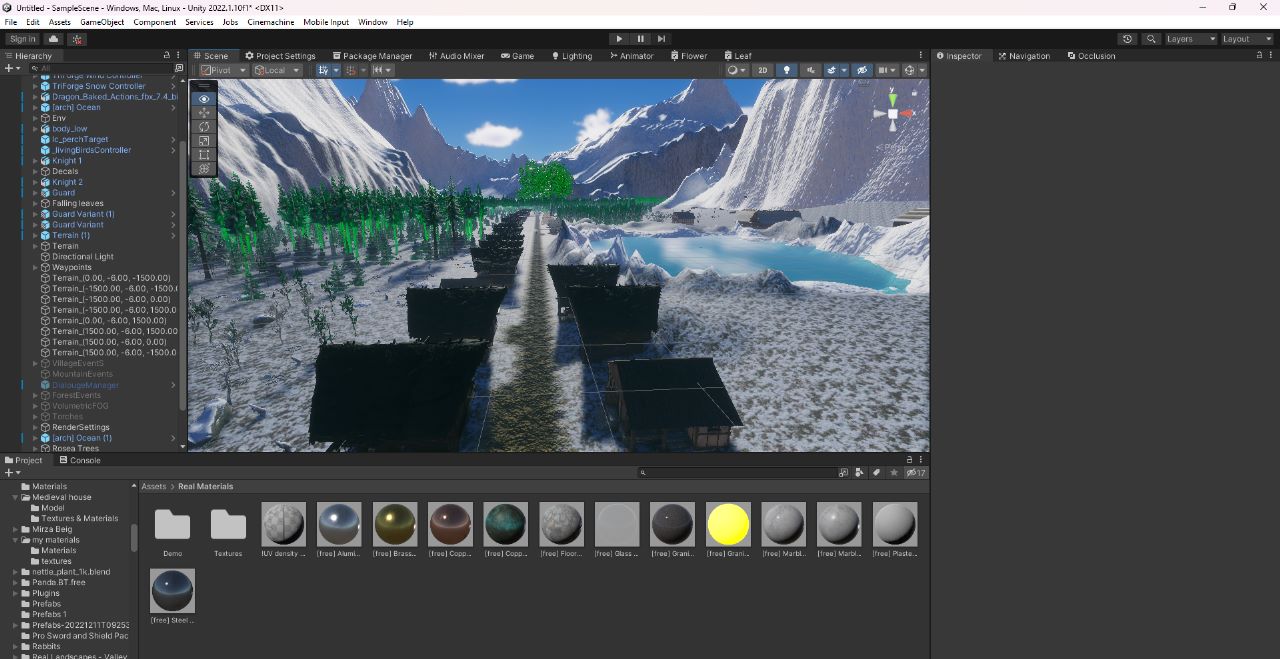 Untitled - SampleScene - Windows, Mac, Linux - Unity 2022.1.10f1* <DX11>
File Edit Assets GameObject Component Services Jobs Cinemachine Mobile Input Window Help
Sign in
Layers Layout
Hierarchy
All
TriForge Wind Controller
TriForge Snow Controller
Dragon_Baked_Actions_fbx_7.4_bi
[arch] Ocean
Env
body_low
lc_perchTarget
_livingBirdsController
Knight 1
Decals
Knight 2
Guard
Falling leaves
Guard Variant (1)
Guard Variant
Terrain (1)
Terrain
Directional Light
Waypoints
Terrain_(0.00, -6.00, -1500.00)
Terrain_(-1500.00, -6.00, -1500.0
Terrain_(-1500.00, -6.00, 0.00)
Terrain_(-1500.00, -6.00, 1500.0
Terrain_(0.00, -6.00, 1500.00)
Terrain_(1500.00, -6.00, 1500.00
Terrain_(1500.00, -6.00, 0.00)
Terrain_(1500.00, -6.00, -1500.0
VillageEventS
MountainEvents
DialougeManager
ForestEvents
VolumetricFOG
Torches
RenderSettings
[arch] Ocean (1)
Rosea Trees
Scene Project Settings Package Manager Audio Mixer Game Lighting Animator Flower Leaf
Pivot Local 2D
y
x
Persp
Inspector Navigation Occlusion
Project Console
17
Materials
Medieval house
Model
Textures & Materials
Mirza Beig
my materials
Materials
textures
nettle_plant_1k.blend
Panda.BT.free
Plugins
Prefabs
Prefabs 1
Prefabs-20221211T09253
Pro Sword and Shield Pac
Rabbits
Real Landscapes - Valley
Assets > Real Materials
Demo Textures !UV density ... [free] Alumi... [free] Brass... [free] Copp... [free] Copp... [free] Floor... [free] Glass ... [free] Grani... [free] Grani... [free] Marbl... [free] Marbl... [free] Plaste...
[free] Steel ...